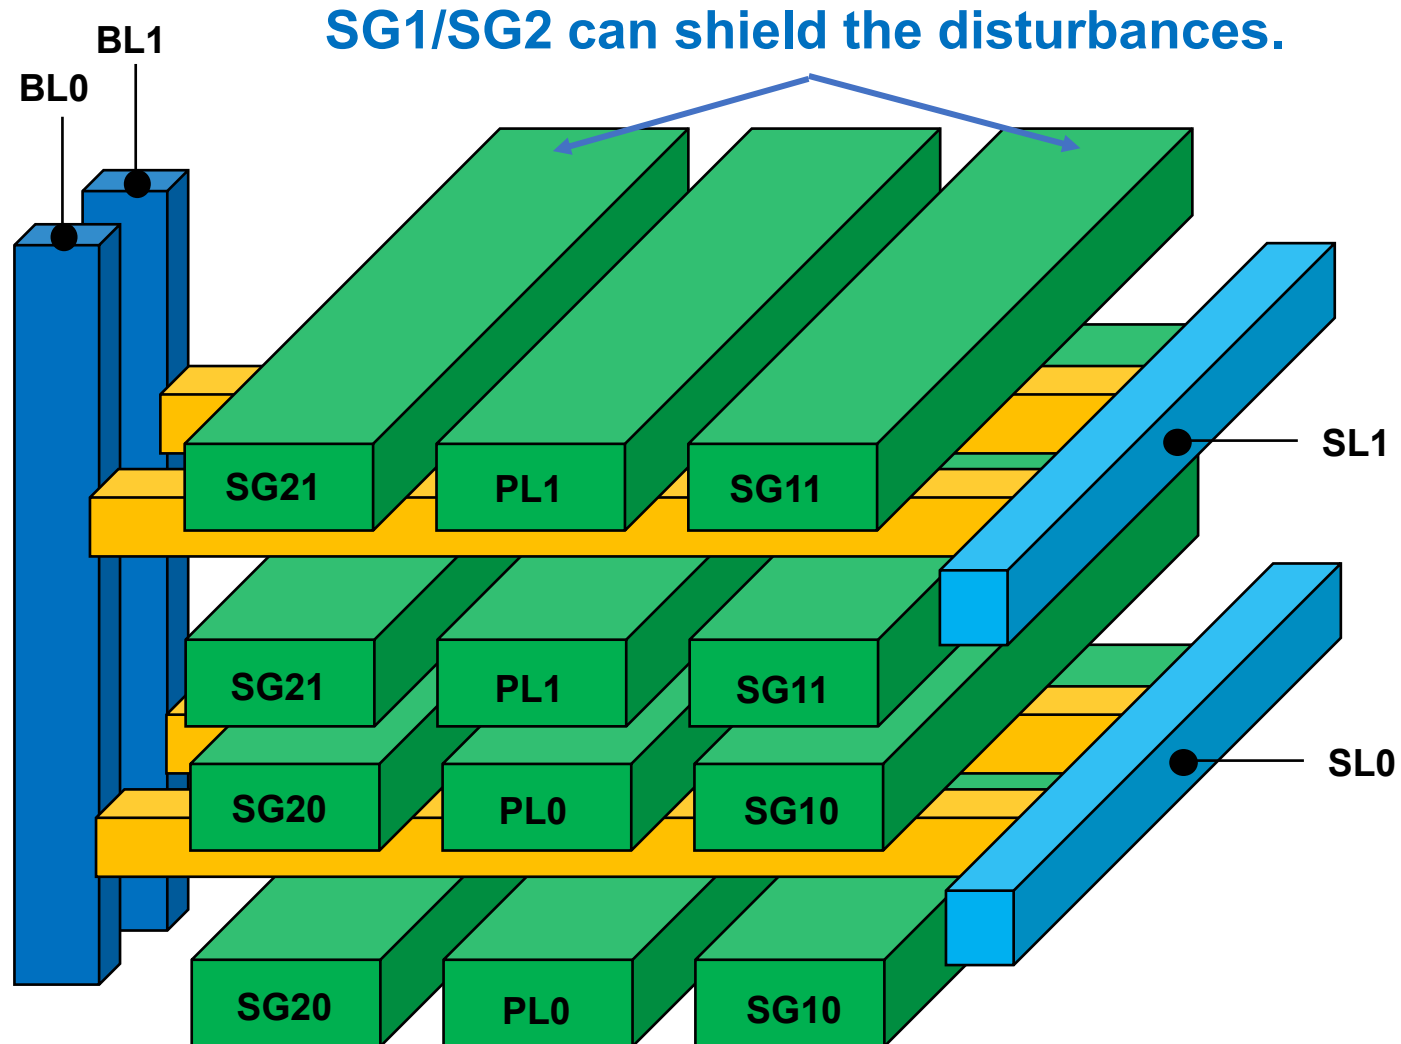 SG1/SG2 can shield the disturbances.
BL1
BL0
SL1
SG21 PL1 SG11
SG21 PL1 SG11
SL0
SG20 PL0 SG10
SG20 PL0 SG10